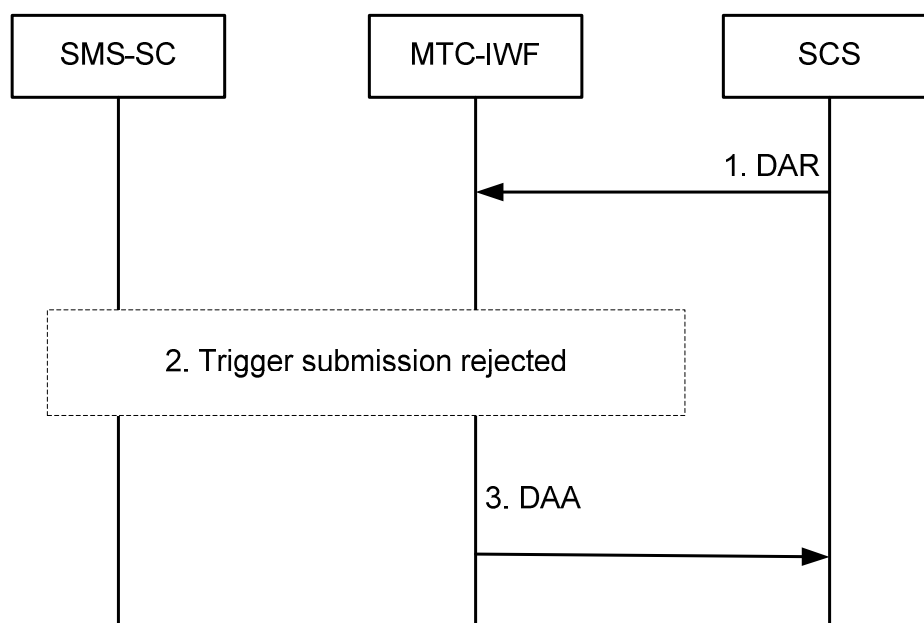 SMS-SC
MTC-IWF
SCS
1. DAR
2. Trigger submission rejected
3. DAA